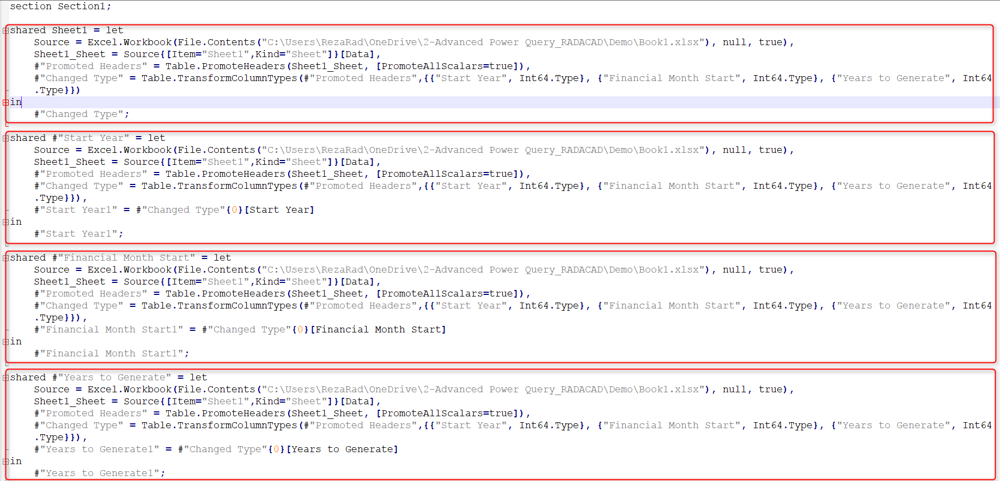 section Section1;
shared Sheet1 = let
    Source = Excel.Workbook(File.Contents("C:\Users\RezaRad\OneDrive\2-Advanced Power Query_RADACAD\Demo\Book1.xlsx"), null, true),
    Sheet1_Sheet = Source{[Item="Sheet1",Kind="Sheet"]}[Data],
    #"Promoted Headers" = Table.PromoteHeaders(Sheet1_Sheet, [PromoteAllScalars=true]),
    #"Changed Type" = Table.TransformColumnTypes(#"Promoted Headers",{{"Start Year", Int64.Type}, {"Financial Month Start", Int64.Type}, {"Years to Generate", Int64
    .Type}})
in
    #"Changed Type";
shared #"Start Year" = let
    Source = Excel.Workbook(File.Contents("C:\Users\RezaRad\OneDrive\2-Advanced Power Query_RADACAD\Demo\Book1.xlsx"), null, true),
    Sheet1_Sheet = Source{[Item="Sheet1",Kind="Sheet"]}[Data],
    #"Promoted Headers" = Table.PromoteHeaders(Sheet1_Sheet, [PromoteAllScalars=true]),
    #"Changed Type" = Table.TransformColumnTypes(#"Promoted Headers",{{"Start Year", Int64.Type}, {"Financial Month Start", Int64.Type}, {"Years to Generate", Int64
    .Type}}),
    #"Start Year1" = #"Changed Type"{0}[Start Year]
in
    #"Start Year1";
shared #"Financial Month Start" = let
    Source = Excel.Workbook(File.Contents("C:\Users\RezaRad\OneDrive\2-Advanced Power Query_RADACAD\Demo\Book1.xlsx"), null, true),
    Sheet1_Sheet = Source{[Item="Sheet1",Kind="Sheet"]}[Data],
    #"Promoted Headers" = Table.PromoteHeaders(Sheet1_Sheet, [PromoteAllScalars=true]),
    #"Changed Type" = Table.TransformColumnTypes(#"Promoted Headers",{{"Start Year", Int64.Type}, {"Financial Month Start", Int64.Type}, {"Years to Generate", Int64
    .Type}}),
    #"Financial Month Start1" = #"Changed Type"{0}[Financial Month Start]
in
    #"Financial Month Start1";
shared #"Years to Generate" = let
    Source = Excel.Workbook(File.Contents("C:\Users\RezaRad\OneDrive\2-Advanced Power Query_RADACAD\Demo\Book1.xlsx"), null, true),
    Sheet1_Sheet = Source{[Item="Sheet1",Kind="Sheet"]}[Data],
    #"Promoted Headers" = Table.PromoteHeaders(Sheet1_Sheet, [PromoteAllScalars=true]),
    #"Changed Type" = Table.TransformColumnTypes(#"Promoted Headers",{{"Start Year", Int64.Type}, {"Financial Month Start", Int64.Type}, {"Years to Generate", Int64
    .Type}}),
    #"Years to Generate1" = #"Changed Type"{0}[Years to Generate]
in
    #"Years to Generate1";